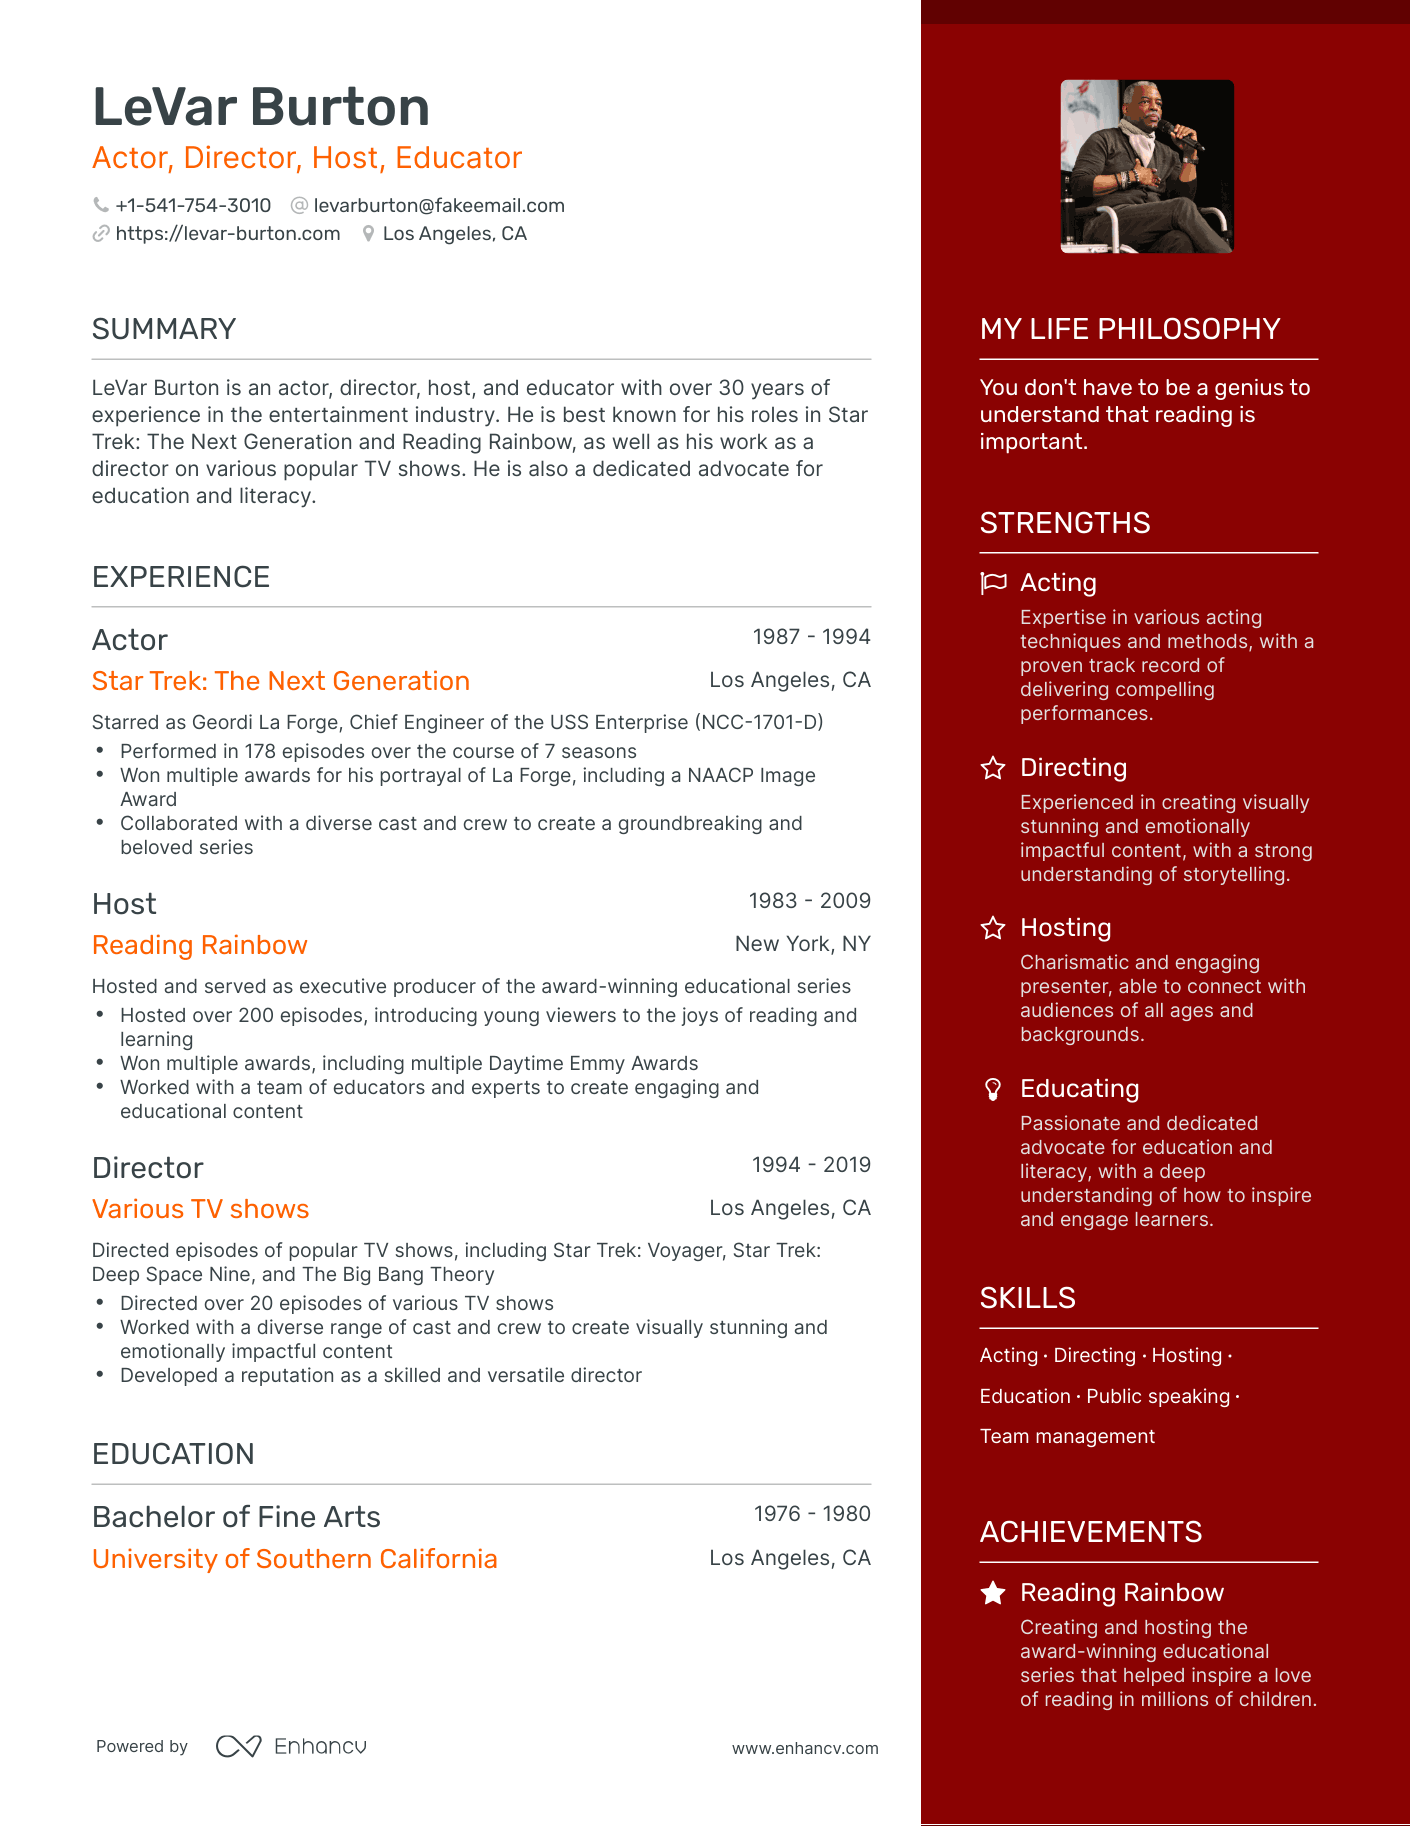 LeVar Burton
Actor, Director, Host, Educator
+1-541-754-3010 levarburton@fakeemail.com
https://levar-burton.com Los Angeles, CA
SUMMARY
LeVar Burton is an actor, director, host, and educator with over 30 years of
experience in the entertainment industry. He is best known for his roles in Star
Trek: The Next Generation and Reading Rainbow, as well as his work as a
director on various popular TV shows. He is also a dedicated advocate for
education and literacy.
EXPERIENCE
Actor 1987 - 1994
Star Trek: The Next Generation Los Angeles, CA
Starred as Geordi La Forge, Chief Engineer of the USS Enterprise (NCC-1701-D)
• Performed in 178 episodes over the course of 7 seasons
• Won multiple awards for his portrayal of La Forge, including a NAACP Image
Award
• Collaborated with a diverse cast and crew to create a groundbreaking and
beloved series
Host 1983 - 2009
Reading Rainbow New York, NY
Hosted and served as executive producer of the award-winning educational series
• Hosted over 200 episodes, introducing young viewers to the joys of reading and
learning
• Won multiple awards, including multiple Daytime Emmy Awards
• Worked with a team of educators and experts to create engaging and
educational content
Director 1994 - 2019
Various TV shows Los Angeles, CA
Directed episodes of popular TV shows, including Star Trek: Voyager, Star Trek:
Deep Space Nine, and The Big Bang Theory
• Directed over 20 episodes of various TV shows
• Worked with a diverse range of cast and crew to create visually stunning and
emotionally impactful content
• Developed a reputation as a skilled and versatile director
EDUCATION
Bachelor of Fine Arts 1976 - 1980
University of Southern California Los Angeles, CA
Powered by Enhancv www.enhancv.com
MY LIFE PHILOSOPHY
You don't have to be a genius to
understand that reading is
important.
STRENGTHS
Acting
Expertise in various acting
techniques and methods, with a
proven track record of
delivering compelling
performances.
Directing
Experienced in creating visually
stunning and emotionally
impactful content, with a strong
understanding of storytelling.
Hosting
Charismatic and engaging
presenter, able to connect with
audiences of all ages and
backgrounds.
Educating
Passionate and dedicated
advocate for education and
literacy, with a deep
understanding of how to inspire
and engage learners.
SKILLS
Acting · Directing · Hosting ·
Education · Public speaking ·
Team management
ACHIEVEMENTS
Reading Rainbow
Creating and hosting the
award-winning educational
series that helped inspire a love
of reading in millions of children.